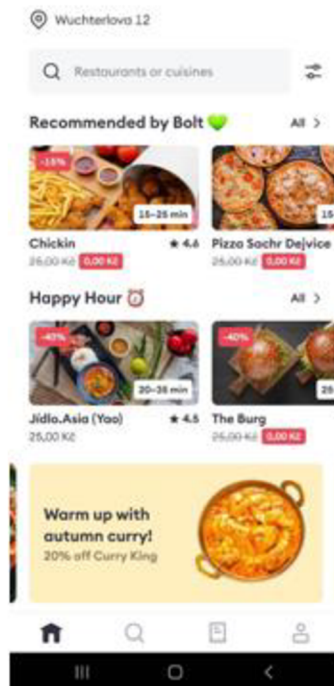 Wuchterlova 12
Restaurants or cuisines
Recommended by Bolt
All >
-15%
15–25 min
15
Chickin
★ 4.6
Pizza Sachr Dejvice
25,00 Kč 0,00 Kč
25,00 Kč 0,00 Kč
Happy Hour
All >
-40%
20–35 min
-40%
25
Jídlo.Asia (Yao)
★ 4.5
The Burg
25,00 Kč
25,00 Kč 0,00 Kč
Warm up with
autumn curry!
20% off Curry King